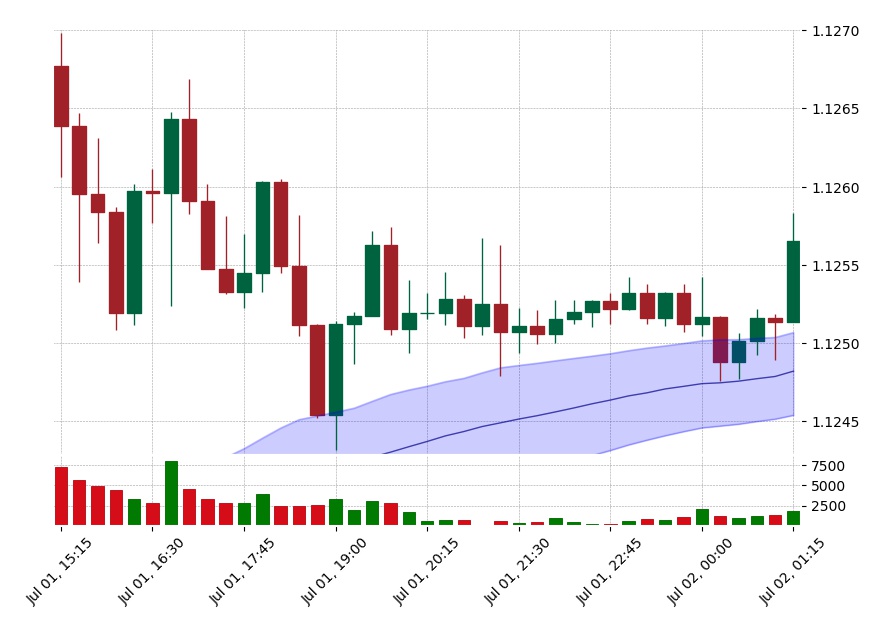 1.1270
1.1265
1.1260
1.1255
1.1250
1.1245
7500
5000
2500
Jul 01, 15:15
Jul 01, 16:30
Jul 01, 17:45
Jul 01, 19:00
Jul 01, 20:15
Jul 01, 21:30
Jul 01, 22:45
Jul 02, 00:00
Jul 02, 01:15